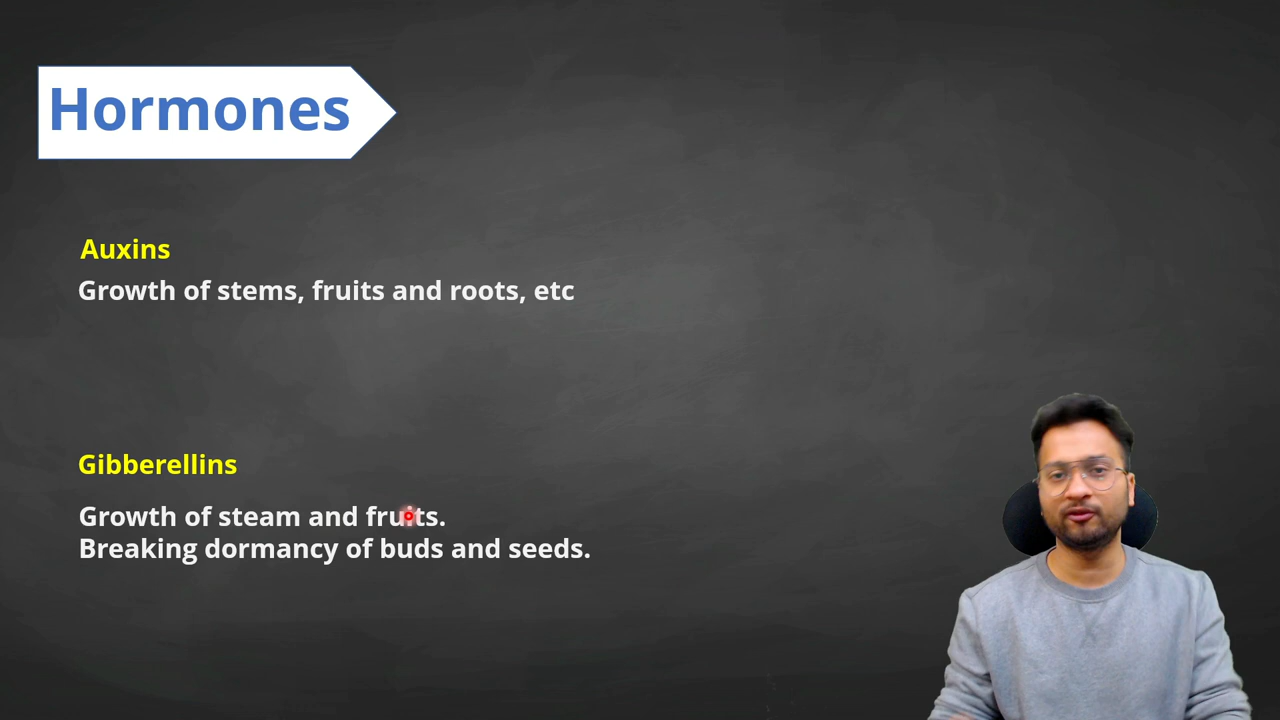 Hormones
Auxins
Growth of stems, fruits and roots, etc
Gibberellins
Growth of steam and fruits.
Breaking dormancy of buds and seeds.